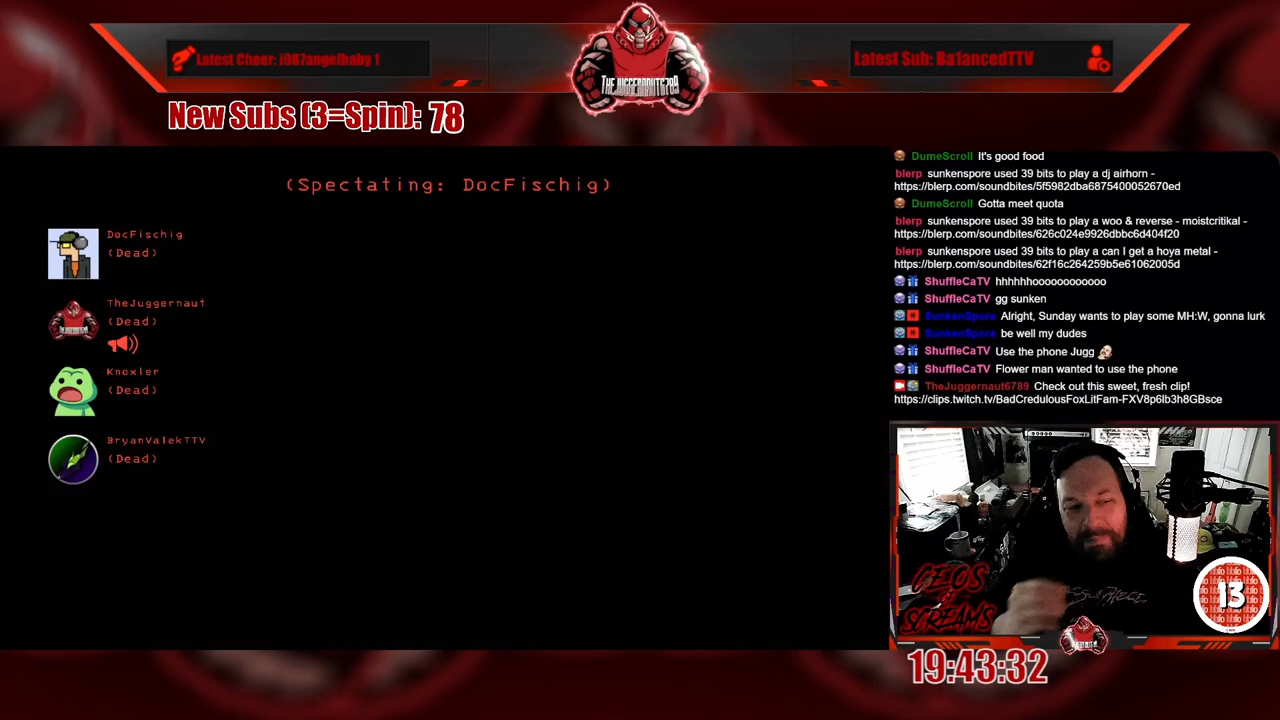 Latest Cheer: i987angelbaby 1
THEJUGGERNAUT6789
Latest Sub: Ba1ancedTTV
New Subs (3=Spin): 78
(Spectating: DocFischig)
DocFischig
(Dead)
TheJuggernaut
(Dead)
Knoxler
(Dead)
BryanValekTTV
(Dead)
DumeScroll It's good food
blerp sunkenspore used 39 bits to play a dj airhorn -
https://blerp.com/soundbites/5f5982dba6875400052670ed
DumeScroll Gotta meet quota
blerp sunkenspore used 39 bits to play a woo & reverse - moistcritikal -
https://blerp.com/soundbites/626c024e9926dbbc6d404f20
blerp sunkenspore used 39 bits to play a can I get a hoya metal -
https://blerp.com/soundbites/62f16c264259b5e61062005d
ShuffleCaTV hhhhhhoooooooooooo
ShuffleCaTV gg sunken
SunkenSpore Alright, Sunday wants to play some MH:W, gonna lurk
SunkenSpore be well my dudes
ShuffleCaTV Use the phone Jugg
ShuffleCaTV Flower man wanted to use the phone
TheJuggernaut6789 Check out this sweet, fresh clip!
https://clips.twitch.tv/BadCredulousFoxLitFam-FXV8p6lb3h8GBsce
CEOS
OF
SCREAMS
13
19:43:32